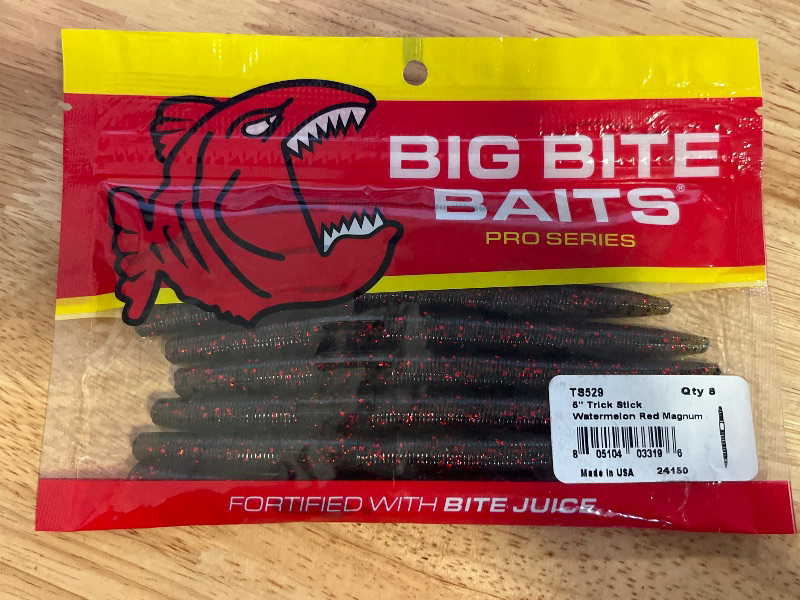 BIG BITE
BAITS®
PRO SERIES
TS529 Qty 8
5" Trick Stick
Watermelon Red Magnum
8 05104 03319 6
Made in USA 24150
FORTIFIED WITH BITE JUICE